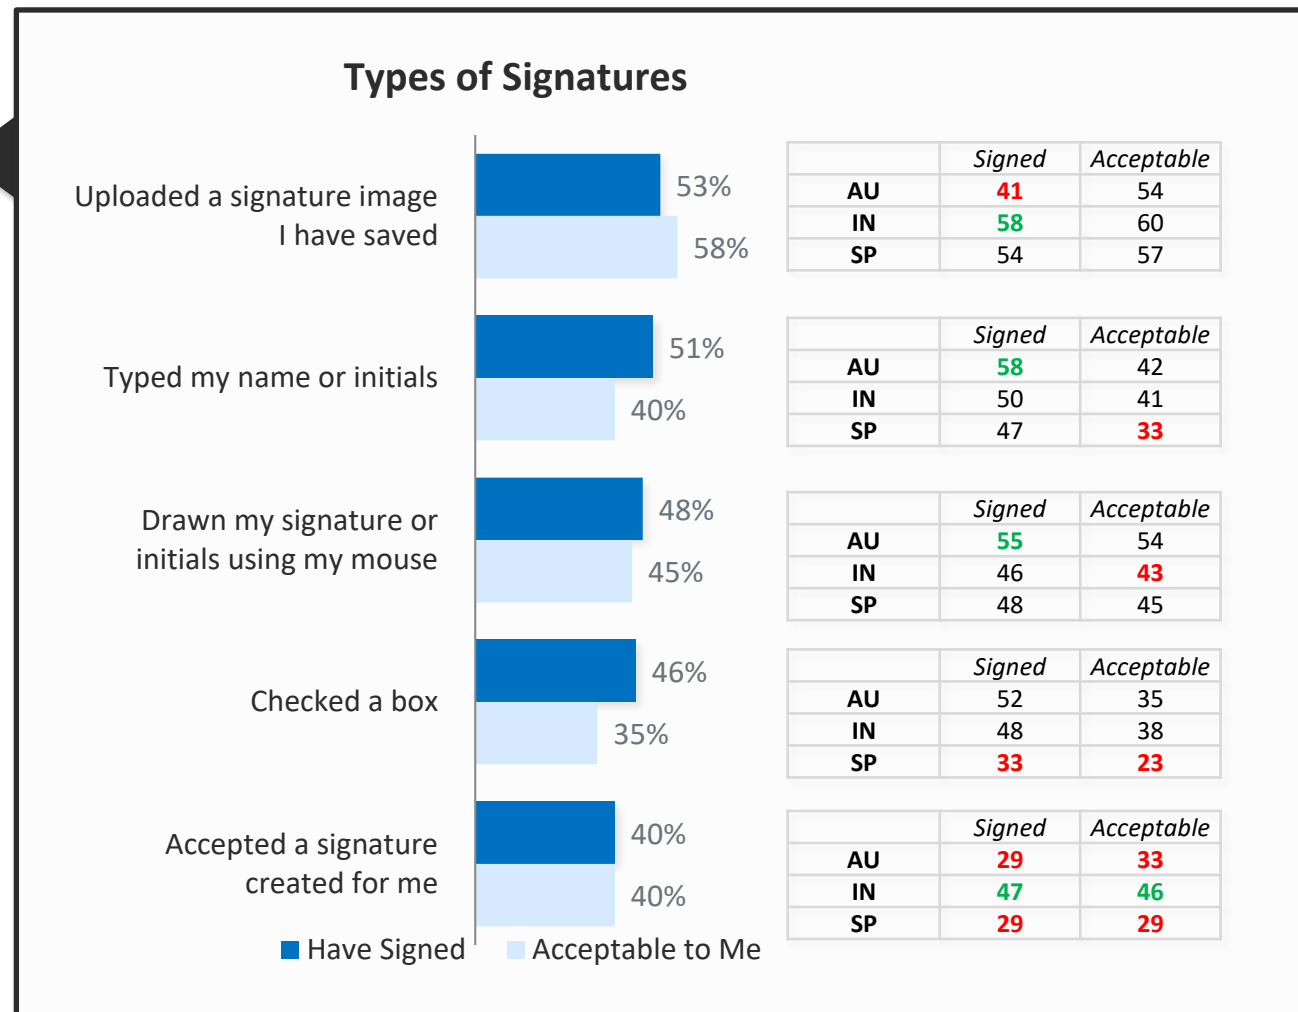 Types of Signatures
Uploaded a signature image
I have saved
53%
58%
Signed Acceptable
AU 41 54
IN 58 60
SP 54 57
Typed my name or initials
51%
40%
Signed Acceptable
AU 58 42
IN 50 41
SP 47 33
Drawn my signature or
initials using my mouse
48%
45%
Signed Acceptable
AU 55 54
IN 46 43
SP 48 45
Checked a box
46%
35%
Signed Acceptable
AU 52 35
IN 48 38
SP 33 23
Accepted a signature
created for me
40%
40%
Signed Acceptable
AU 29 33
IN 47 46
SP 29 29
Have Signed Acceptable to Me